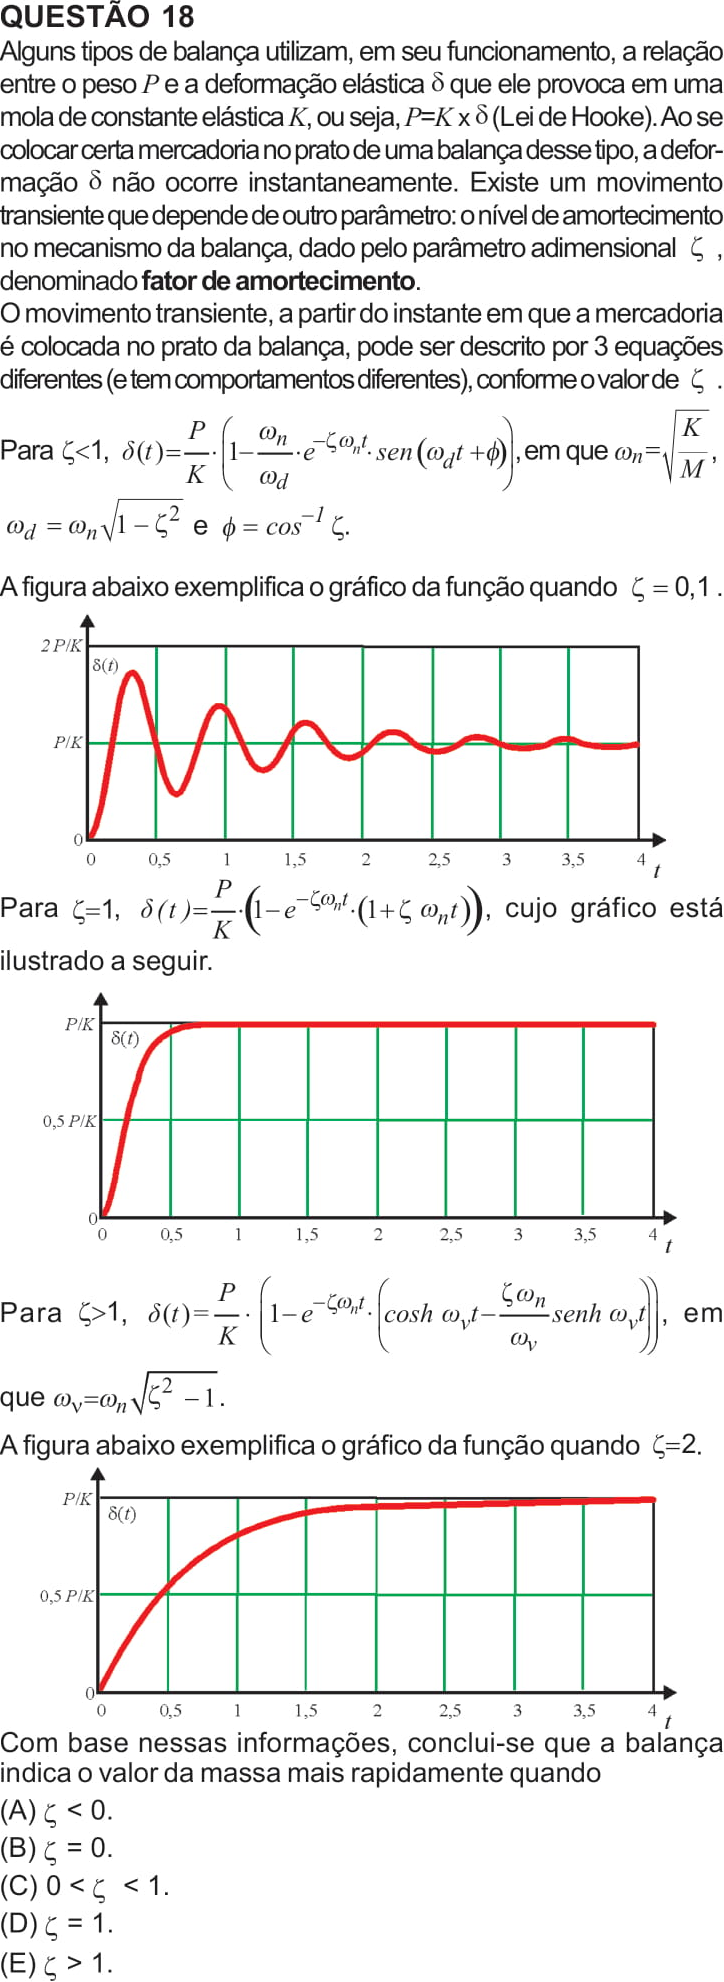 QUESTÃO 18
Alguns tipos de balança utilizam, em seu funcionamento, a relação
entre o peso P e a deformação elástica δ que ele provoca em uma
mola de constante elástica K, ou seja, P=K x δ (Lei de Hooke). Ao se
colocar certa mercadoria no prato de uma balança desse tipo, a defor-
mação δ não ocorre instantaneamente. Existe um movimento
transiente que depende de outro parâmetro: o nível de amortecimento
no mecanismo da balança, dado pelo parâmetro adimensional ζ ,
denominado fator de amortecimento.
O movimento transiente, a partir do instante em que a mercadoria
é colocada no prato da balança, pode ser descrito por 3 equações
diferentes (e tem comportamentos diferentes), conforme o valor de ζ .
Para ζ<1, δ(t)=P/K·(1−ωn/ωd·e^(−ζωnt)·sen(ωdt+ϕ)), em que ωn=√(K/M),
ωd = ωn√(1−ζ²) e ϕ = cos⁻¹ ζ.
A figura abaixo exemplifica o gráfico da função quando ζ = 0,1 .
2 P/K
δ(t)
P/K
0
0 0,5 1 1,5 2 2,5 3 3,5 4
t
Para ζ=1, δ(t)=P/K·(1−e^(−ζωnt)·(1+ζ ωnt)), cujo gráfico está
ilustrado a seguir.
P/K
δ(t)
0,5 P/K
0
0 0,5 1 1,5 2 2,5 3 3,5 4
t
Para ζ>1, δ(t)=P/K·(1−e^(−ζωnt)·(cosh ωvt−ζωn/ωv senh ωvt)), em
que ωv=ωn√(ζ²−1).
A figura abaixo exemplifica o gráfico da função quando ζ=2.
P/K
δ(t)
0,5 P/K
0
0 0,5 1 1,5 2 2,5 3 3,5 4
t
Com base nessas informações, conclui-se que a balança
indica o valor da massa mais rapidamente quando
(A) ζ < 0.
(B) ζ = 0.
(C) 0 < ζ < 1.
(D) ζ = 1.
(E) ζ > 1.